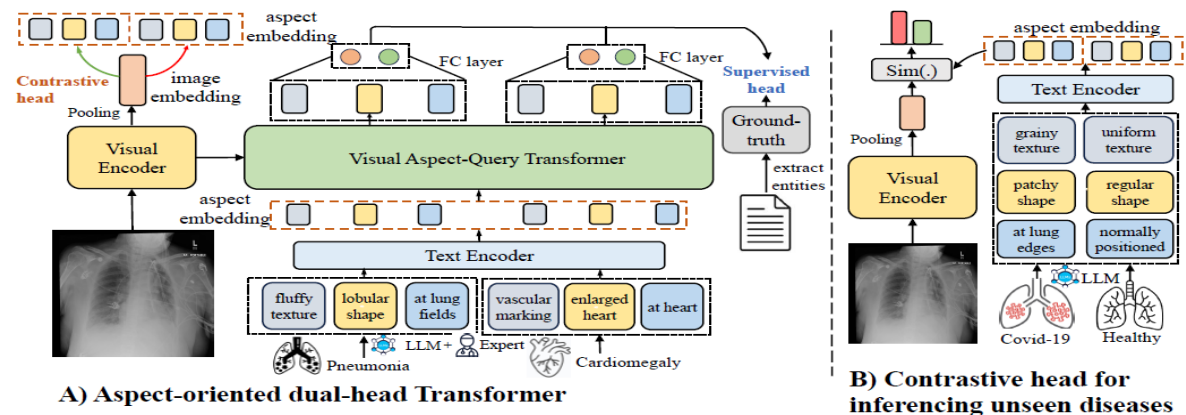 aspect
embedding
Contrastive
head
image
embedding
Pooling
Visual
Encoder
FC layer
FC layer
Supervised
head
Ground-
truth
extract
entities
Visual Aspect-Query Transformer
aspect
embedding
Text Encoder
fluffy
texture
lobular
shape
at lung
fields
vascular
marking
enlarged
heart
at heart
Pneumonia
LLM + Expert
Cardiomegaly
L
A) Aspect-oriented dual-head Transformer
aspect
embedding
Sim(.)
Text Encoder
Pooling
Visual
Encoder
grainy
texture
uniform
texture
patchy
shape
regular
shape
at lung
edges
normally
positioned
LLM
Covid-19
Healthy
L
B) Contrastive head for
inferencing unseen diseases